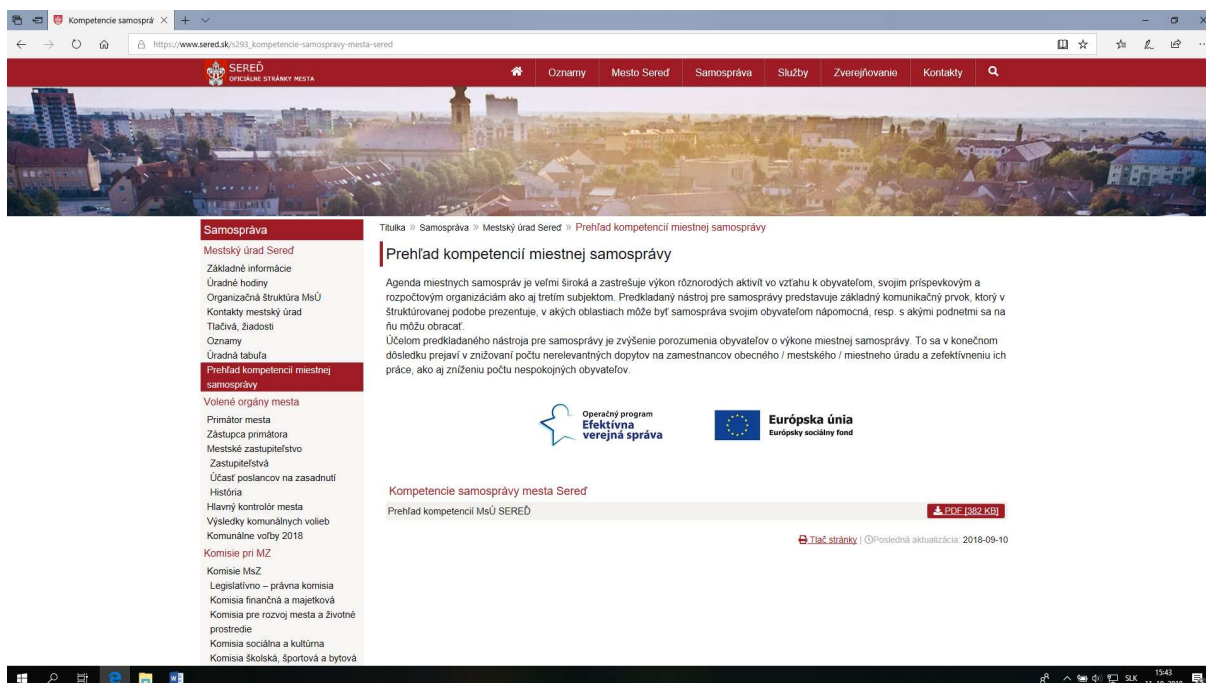 Kompetencie samosprá
https://www.sered.sk/s293_kompetencie-samospravy-mesta-sered
SEREĎ
OFICIÁLNE STRÁNKY MESTA
Oznamy Mesto Sereď Samospráva Služby Zverejňovanie Kontakty
Samospráva
Mestský úrad Sereď
Základné informácie
Úradné hodiny
Organizačná štruktúra MsÚ
Kontakty mestský úrad
Tlačivá, žiadosti
Oznamy
Úradná tabuľa
Prehľad kompetencií miestnej
samosprávy
Volené orgány mesta
Primátor mesta
Zástupca primátora
Mestské zastupiteľstvo
Zastupiteľstvá
Účasť poslancov na zasadnutí
História
Hlavný kontrolór mesta
Výsledky komunálnych volieb
Komunálne voľby 2018
Komisie pri MZ
Komisie MsZ
Legislatívno – právna komisia
Komisia finančná a majetková
Komisia pre rozvoj mesta a životné
prostredie
Komisia sociálna a kultúrna
Komisia školská, športová a bytová
Titulka » Samospráva » Mestský úrad Sereď » Prehľad kompetencií miestnej samosprávy
Prehľad kompetencií miestnej samosprávy
Agenda miestnych samospráv je veľmi široká a zastrešuje výkon rôznorodých aktivít vo vzťahu k obyvateľom, svojim príspevkovým a
rozpočtovým organizáciám ako aj tretím subjektom. Predkladaný nástroj pre samosprávy predstavuje základný komunikačný prvok, ktorý v
štruktúrovanej podobe prezentuje, v akých oblastiach môže byť samospráva svojim obyvateľom nápomocná, resp. s akými podnetmi sa na
ňu môžu obracať.
Účelom predkladaného nástroja pre samosprávy je zvýšenie porozumenia obyvateľov o výkone miestnej samosprávy. To sa v konečnom
dôsledku prejaví v znižovaní počtu nerelevantných dopytov na zamestnancov obecného / mestského / miestneho úradu a zefektívneniu ich
práce, ako aj zníženiu počtu nespokojných obyvateľov.
Operačný program
Efektívna
verejná správa
Európska únia
Európsky sociálny fond
Kompetencie samosprávy mesta Sereď
Prehľad kompetencií MsÚ SEREĎ
PDF [382 KB]
Tlač stránky | Posledná aktualizácia: 2018-09-10
SLK
15:43
11. 10. 2018